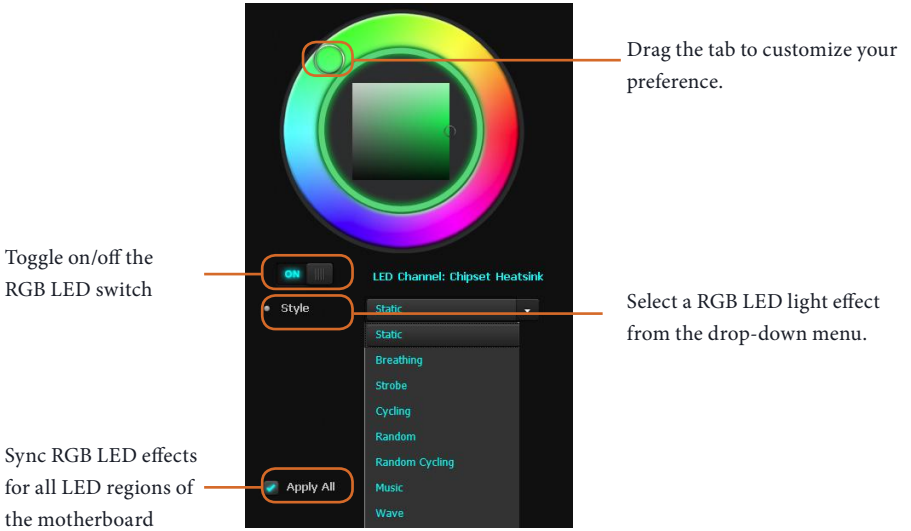 Drag the tab to customize your
preference.
Toggle on/off the
RGB LED switch
ON
LED Channel: Chipset Heatsink
Style
Static
Select a RGB LED light effect
from the drop-down menu.
Static
Breathing
Strobe
Cycling
Random
Random Cycling
Music
Wave
Sync RGB LED effects
for all LED regions of
the motherboard
Apply All